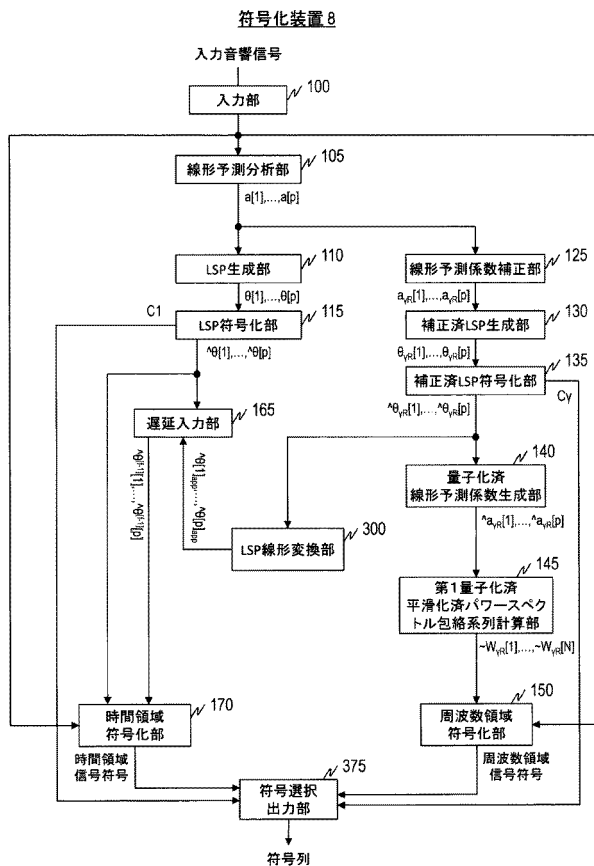 符号化装置8
入力音響信号
入力部
100
線形予測分析部
105
a[1],...,a[p]
LSP生成部
110
線形予測係数補正部
125
θ[1],...,θ[p]
aγR[1],...,aγR[p]
C1
LSP符号化部
115
補正済LSP生成部
130
^θ[1],...,^θ[p]
θγR[1],...,θγR[p]
補正済LSP符号化部
135
Cγ
遅延入力部
165
^θγR[1],...,^θγR[p]
^θ[f-1][1],...,^θ[f-1][p]
^θ[1]app,...,^θ[p]app
量子化済
線形予測係数生成部
140
LSP線形変換部
300
^aγR[1],...,^aγR[p]
第1量子化済
平滑化済パワースペク
トル包絡系列計算部
145
~WγR[1],...,~WγR[N]
時間領域
符号化部
170
周波数領域
符号化部
150
時間領域
信号符号
周波数領域
信号符号
符号選択
出力部
375
符号列